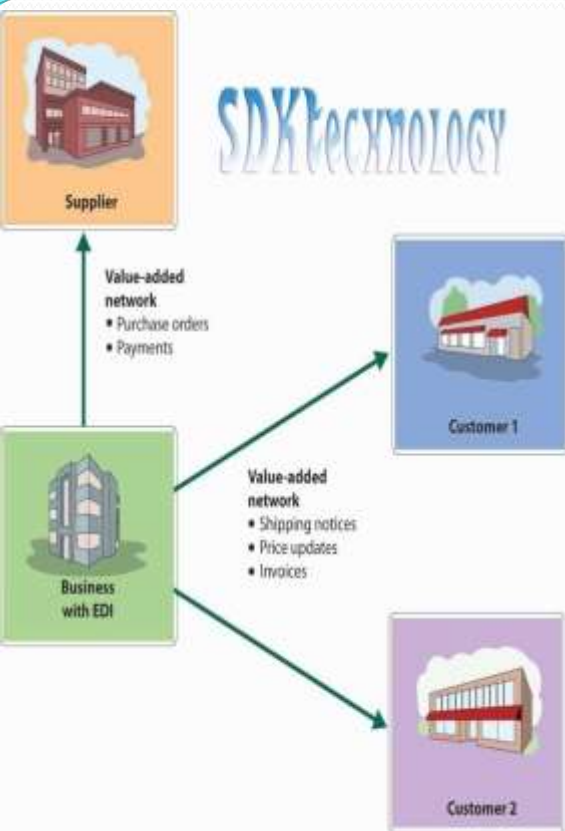 SDKtecxnology
Supplier
Value-added
network
• Purchase orders
• Payments
Customer 1
Value-added
network
• Shipping notices
• Price updates
• Invoices
Business
with EDI
Customer 2